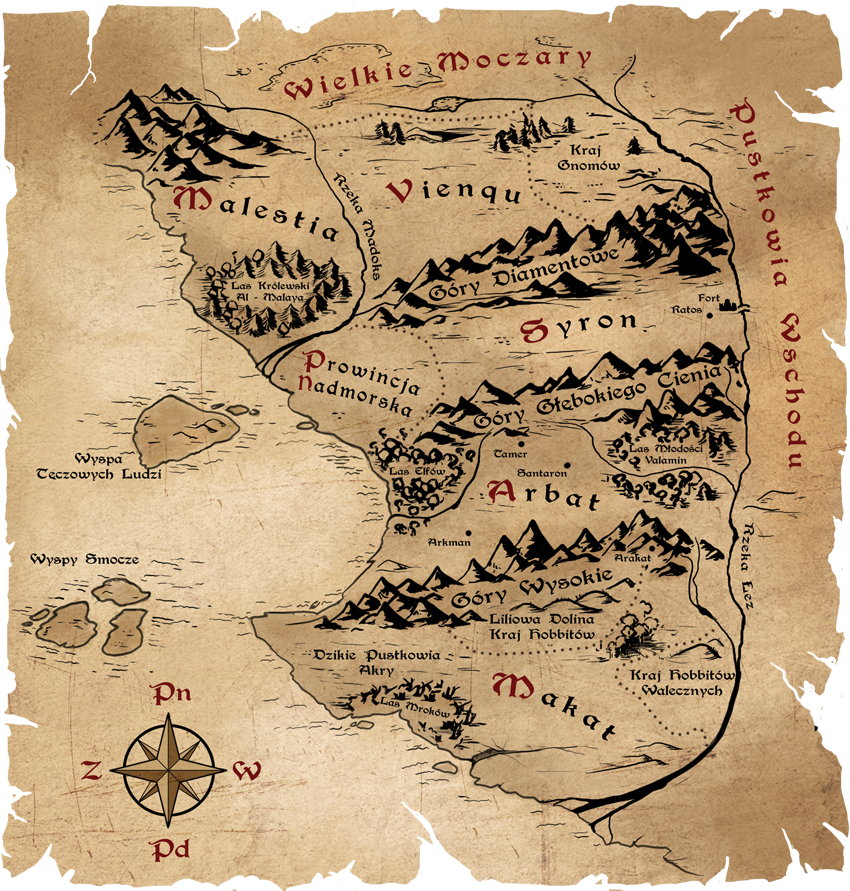 Wielkie Moczary
Pustkowia Wschodu
Kraj
Gnomów
Malestia
Rzeka Madoks
Vienqu
Góry Diamentowe
Las Królewski
Al - Malaya
Fort
Ratos
Syron
Prowincja
Nadmorska
Góry Głebokiego Cienia
Wyspa
Tęczowych Ludzi
Las Elfów
Tamer
Santaron
Las Młodości
Valamin
Arbat
Arkman
Arakat
Rzeka Łez
Wyspy Smocze
Góry Wysokie
Liliowa Dolina
Kraj Hobbitów
Dzikie Pustkowia
Akry
Las Mroków
Makat
Kraj Hobbitów
Walecznych
Pn
Z
W
Pd